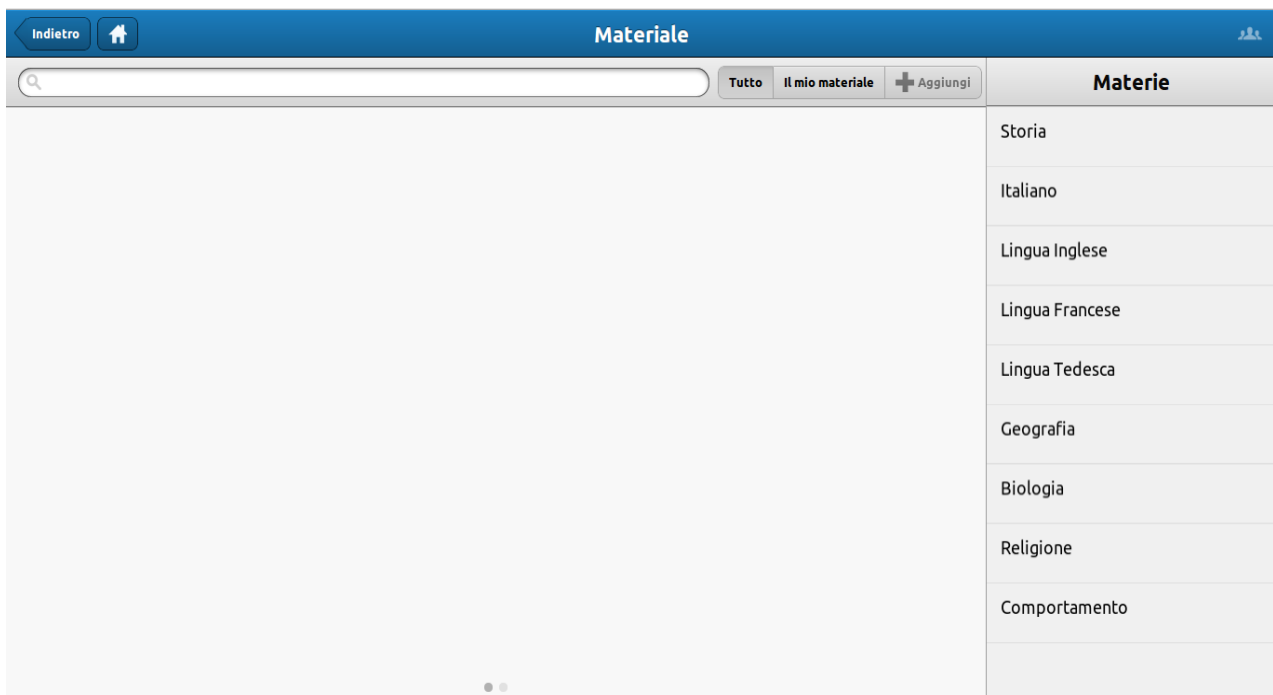 Indietro
Materiale
Tutto
Il mio materiale
Aggiungi
Materie
Storia
Italiano
Lingua Inglese
Lingua Francese
Lingua Tedesca
Geografia
Biologia
Religione
Comportamento